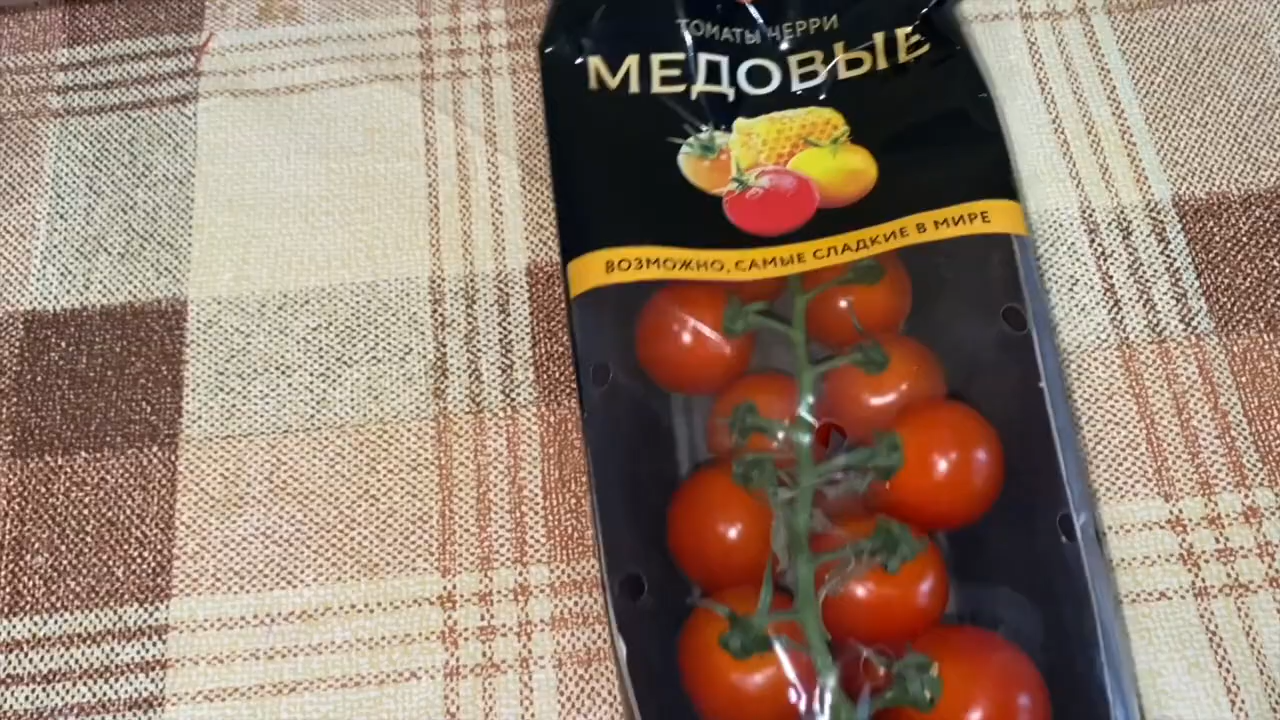 ТОМАТЫ ЧЕРРИ
МЕДОВЫЕ
ВОЗМОЖНО, САМЫЕ СЛАДКИЕ В МИРЕ